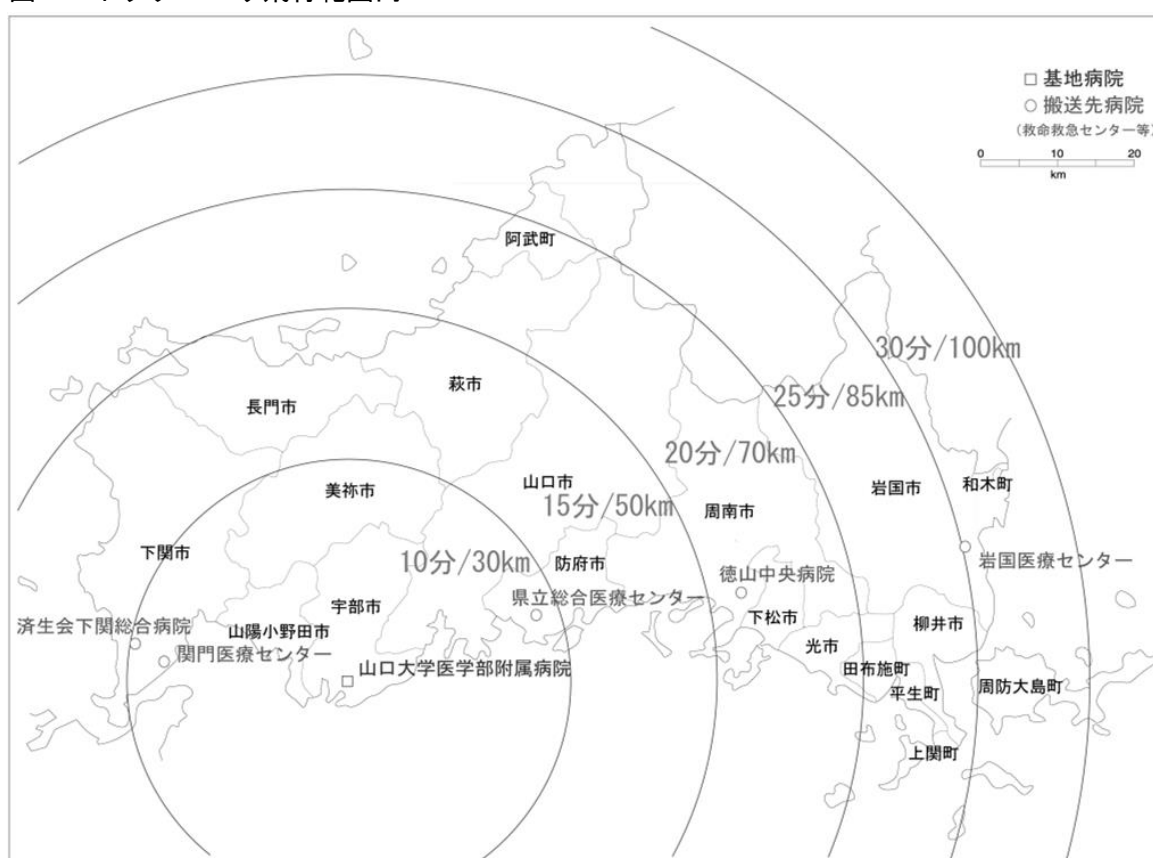 □ 基地病院
○ 搬送先病院
(救命救急センター等)
0 10 20
km
阿武町
30分/100km
萩市
25分/85km
長門市
20分/70km
山口市
美祢市
岩国市
和木町
15分/50km
周南市
下関市
10分/30km
防府市
岩国医療センター
徳山中央病院
県立総合医療センター
宇部市
下松市
済生会下関総合病院
山陽小野田市
柳井市
光市
関門医療センター
山口大学医学部附属病院
田布施町
周防大島町
平生町
上関町